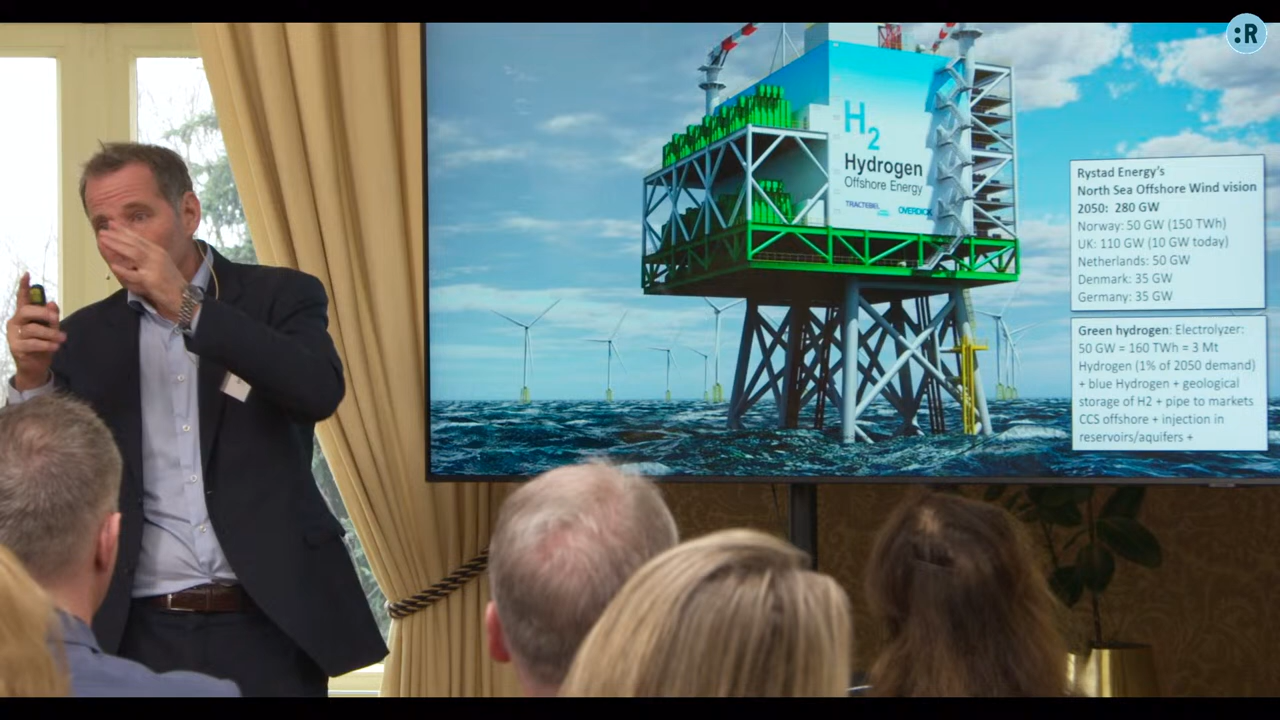 :R
H2
Hydrogen
Offshore Energy
TRACTEBEL
OVERDICK
Rystad Energy's
North Sea Offshore Wind vision
2050: 280 GW
Norway: 50 GW (150 TWh)
UK: 110 GW (10 GW today)
Netherlands: 50 GW
Denmark: 35 GW
Germany: 35 GW
Green hydrogen: Electrolyzer:
50 GW = 160 TWh = 3 Mt
Hydrogen (1% of 2050 demand)
+ blue Hydrogen + geological
storage of H2 + pipe to markets
CCS offshore + injection in
reservoirs/aquifers +